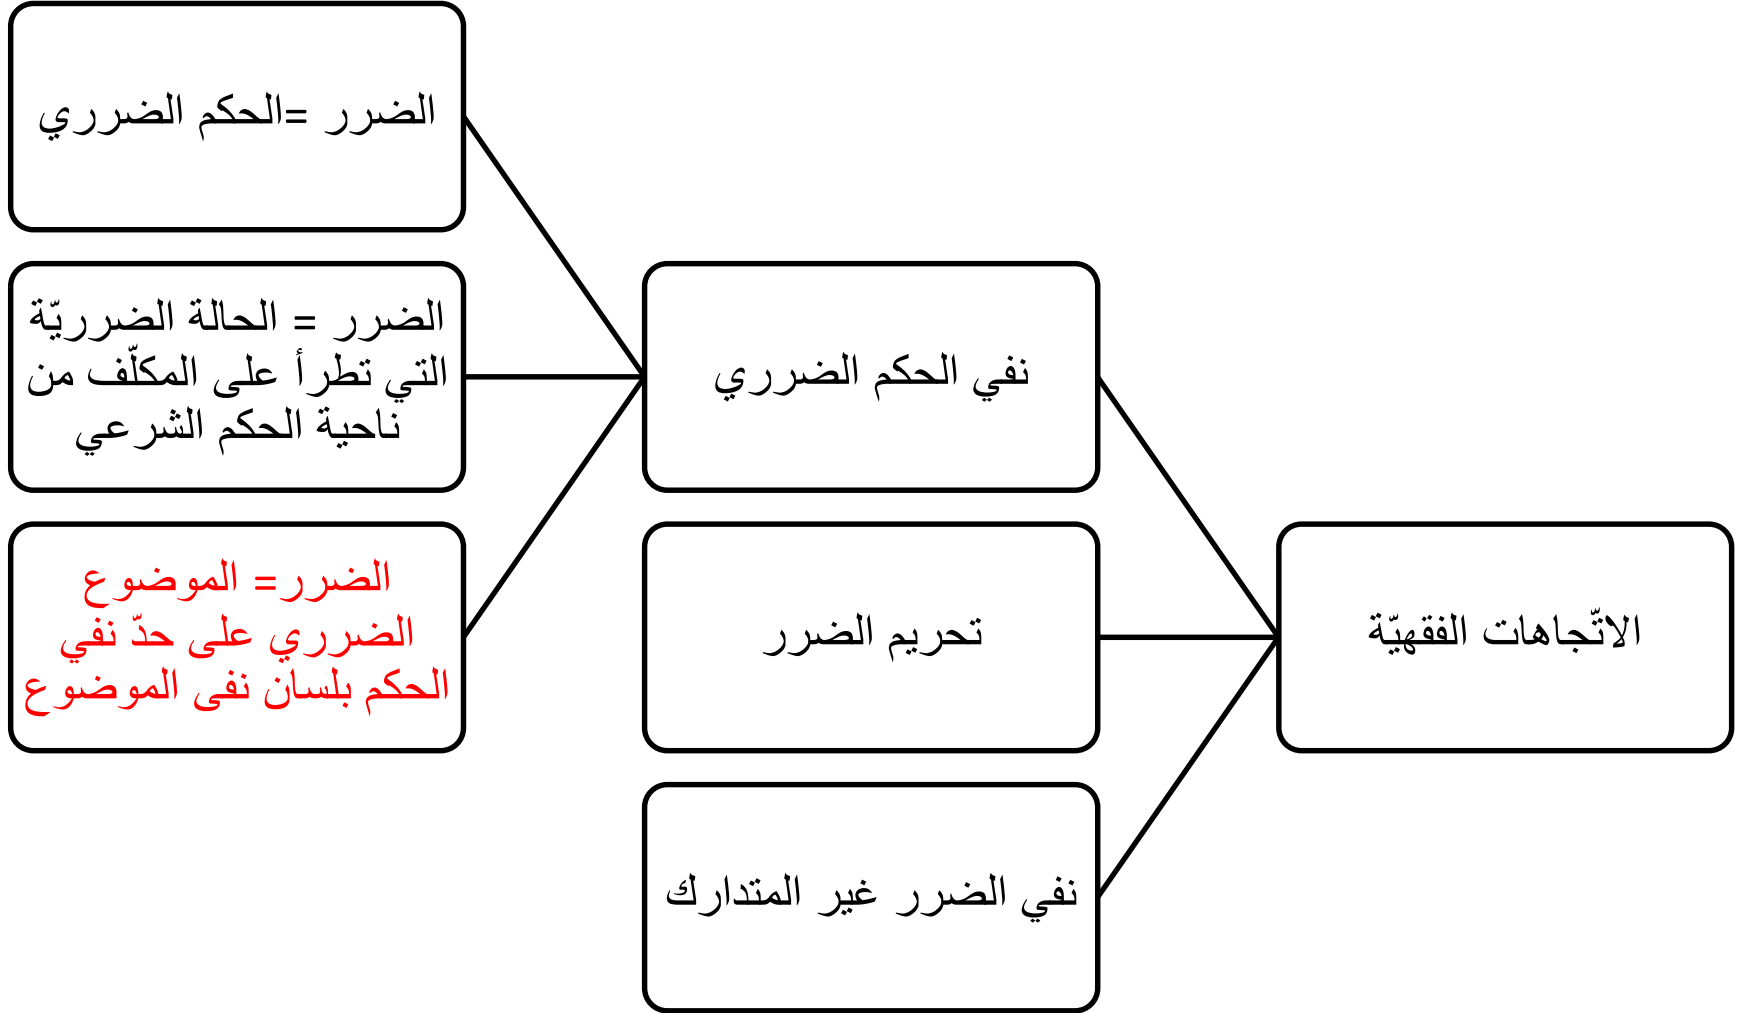 الاتّجاهات الفقهيّة
نفي الحكم الضرري
الضرر =الحكم الضرري
الضرر = الحالة الضرريّة
التي تطرأ على المكلّف من
ناحية الحكم الشرعي
الضرر= الموضوع
الضرري على حدّ نفي
الحكم بلسان نفى الموضوع
تحريم الضرر
نفي الضرر غير المتدارك